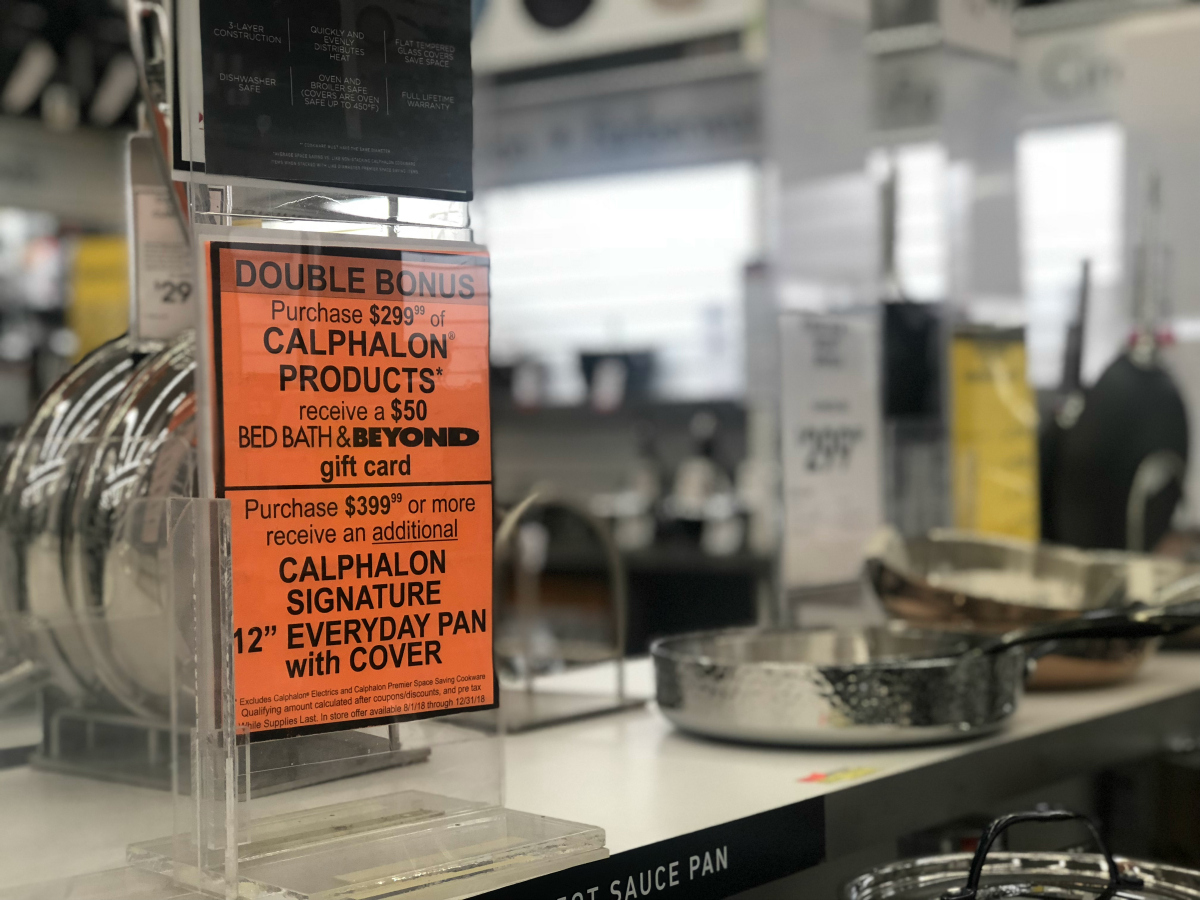 3-LAYER
CONSTRUCTION
QUICKLY AND
EVENLY
DISTRIBUTES
HEAT
FLAT TEMPERED
GLASS COVERS
SAVE SPACE
DISHWASHER
SAFE
OVEN AND
BROILER SAFE
(COVERS ARE OVEN
SAFE UP TO 450°F)
FULL LIFETIME
WARRANTY
$29
DOUBLE BONUS
Purchase $299⁹⁹ of
CALPHALON®
PRODUCTS*
receive a $50
BED BATH & BEYOND
gift card
Purchase $399⁹⁹ or more
receive an additional
CALPHALON
SIGNATURE
12” EVERYDAY PAN
with COVER
* Excludes Calphalon® Electrics and Calphalon Premier Space Saving Cookware
Qualifying amount calculated after coupons/discounts, and pre tax
While Supplies Last. In store offer available 8/1/18 through 12/31/18
SAUCE PAN